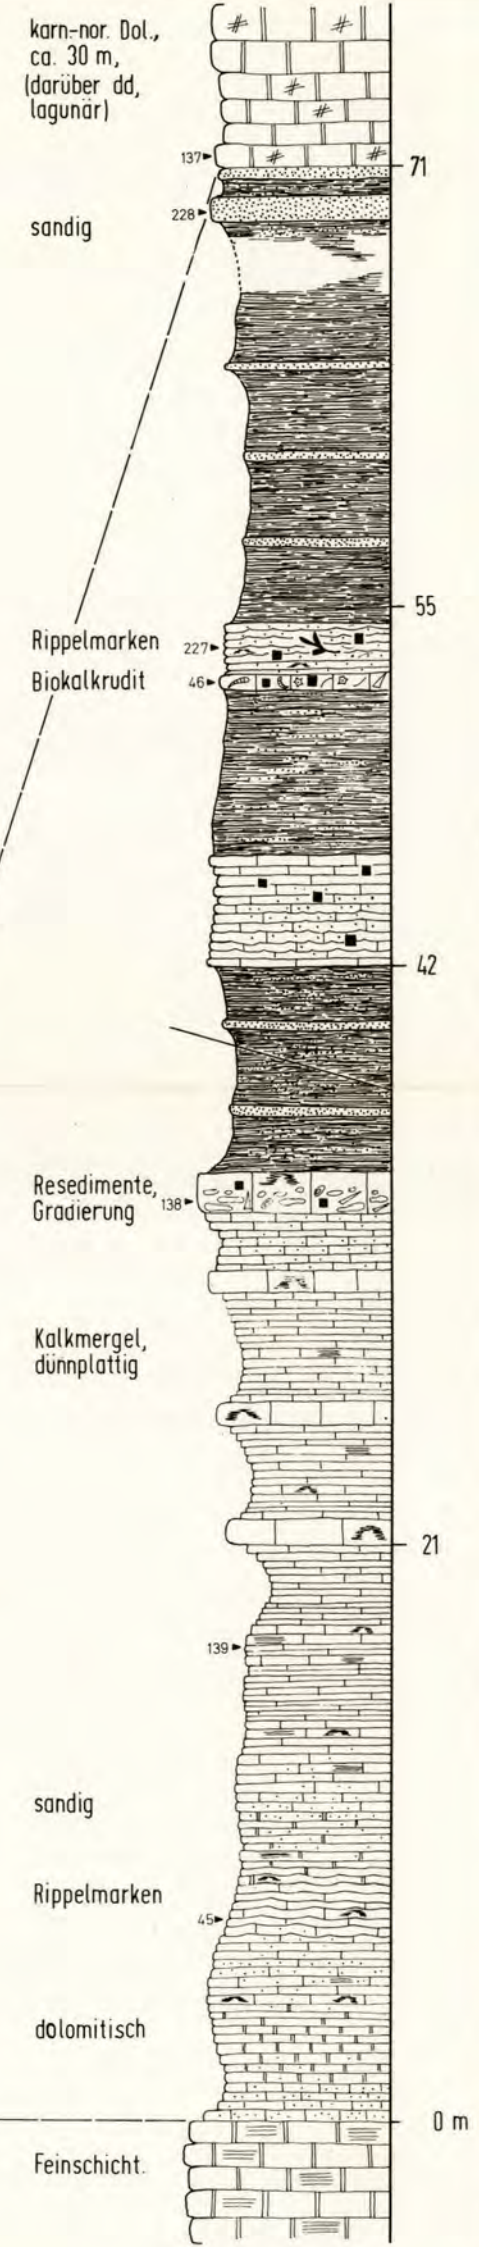 karn.-nor. Dol.,
ca. 30 m,
(darüber dd,
lagunär)
137
71
228
sandig
55
Rippelmarken
227
Biokalkrudit
46
42
Resedimente,
Gradierung
138
Kalkmergel,
dünnplattig
21
139
sandig
Rippelmarken
45
dolomitisch
0 m
Feinschicht.